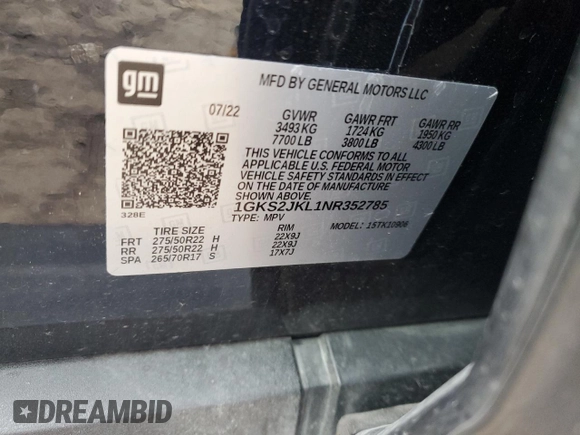 gm
MFD BY GENERAL MOTORS LLC
07/22 GVWR GAWR FRT GAWR RR
3493 KG 1724 KG 1950 KG
7700 LB 3800 LB 4300 LB
THIS VEHICLE CONFORMS TO ALL
APPLICABLE U.S. FEDERAL MOTOR
VEHICLE SAFETY STANDARDS IN EFFECT
ON THE DATE OF MANUFACTURE
SHOWN ABOVE.
328E
1GKS2JKL1NR352785
TYPE: MPV MODEL: 15TK10906
TIRE SIZE RIM
FRT 275/50R22 H 22X9J
RR 275/50R22 H 22X9J
SPA 265/70R17 S 17X7J
DREAMBID